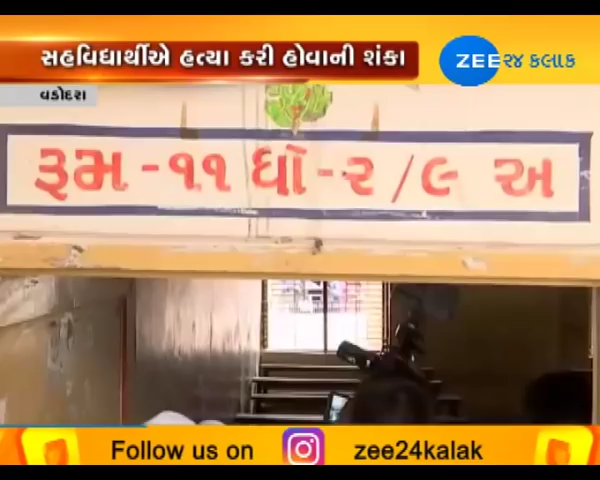 સહવિદ્યાર્થીએ હત્યા કરી હોવાની શંકા
ZEE ૨૪ કલાક
વડોદરા
રૂમ - ૧૧ ધો - ૨ / ૯ અ
Follow us on zee24kalak